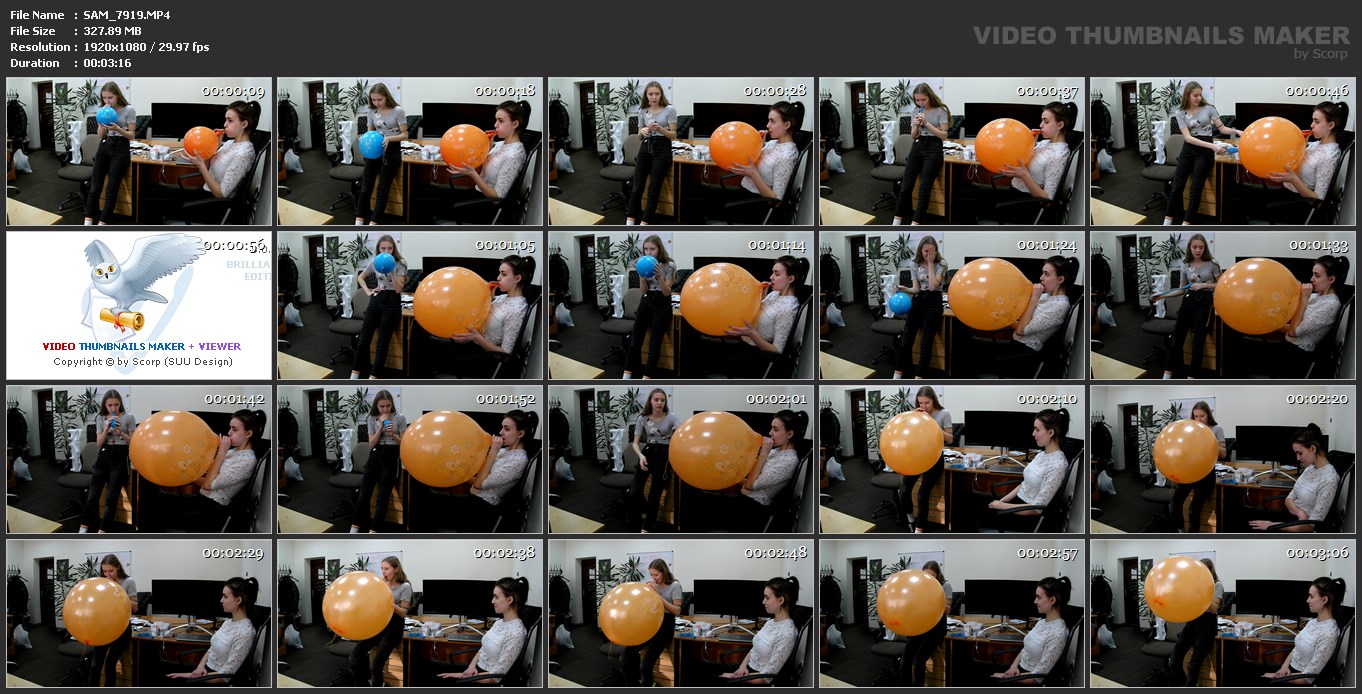 File Name : SAM_7919.MP4
File Size : 327.89 MB
Resolution : 1920x1080 / 29.97 fps
Duration : 00:03:16
VIDEO THUMBNAILS MAKER
by Scorp
00:00:09
00:00:18
00:00:28
00:00:37
00:00:46
00:00:56
BRILLIA
EDIT
VIDEO THUMBNAILS MAKER + VIEWER
Copyright © by Scorp (SUU Design)
00:01:05
00:01:14
00:01:24
00:01:33
00:01:42
00:01:52
00:02:01
00:02:10
00:02:20
00:02:29
00:02:38
00:02:48
00:02:57
00:03:06